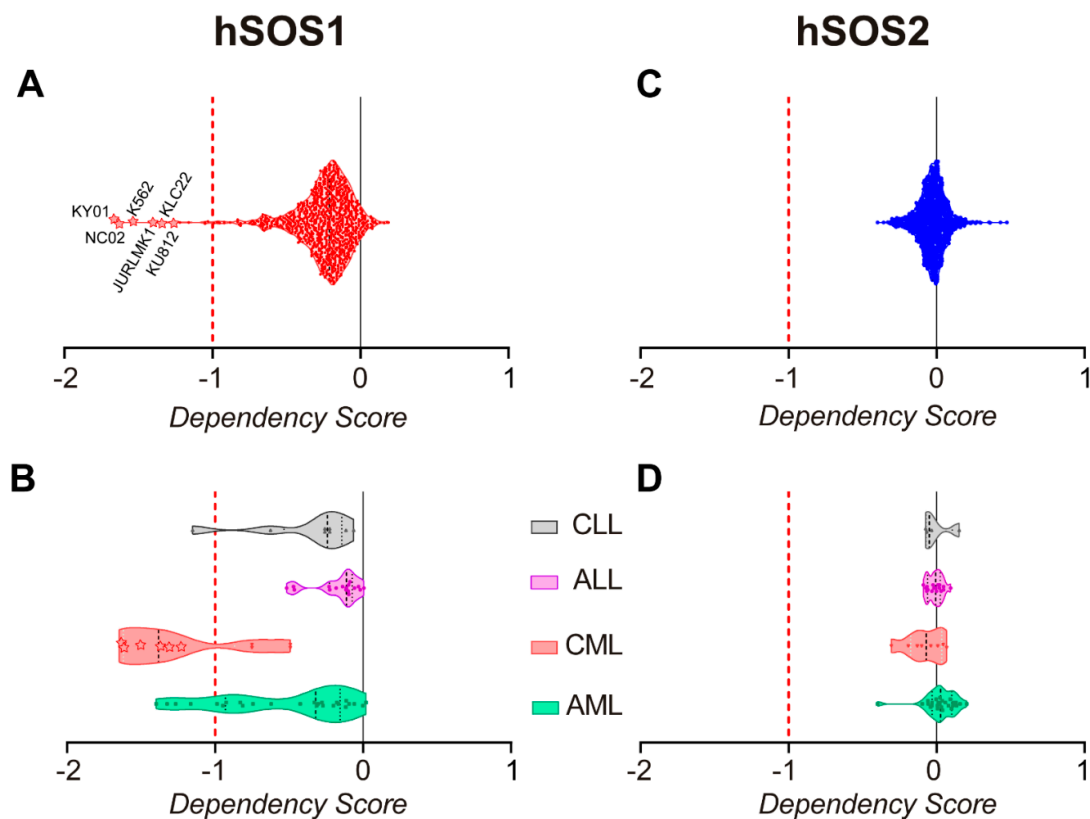 hSOS1
hSOS2
A
C
KY01
NC02
K562
JURLMK1
KLC22
KU812
-2
-1
0
1
-2
-1
0
1
Dependency Score
Dependency Score
B
D
CLL
ALL
CML
AML
-2
-1
0
1
-2
-1
0
1
Dependency Score
Dependency Score